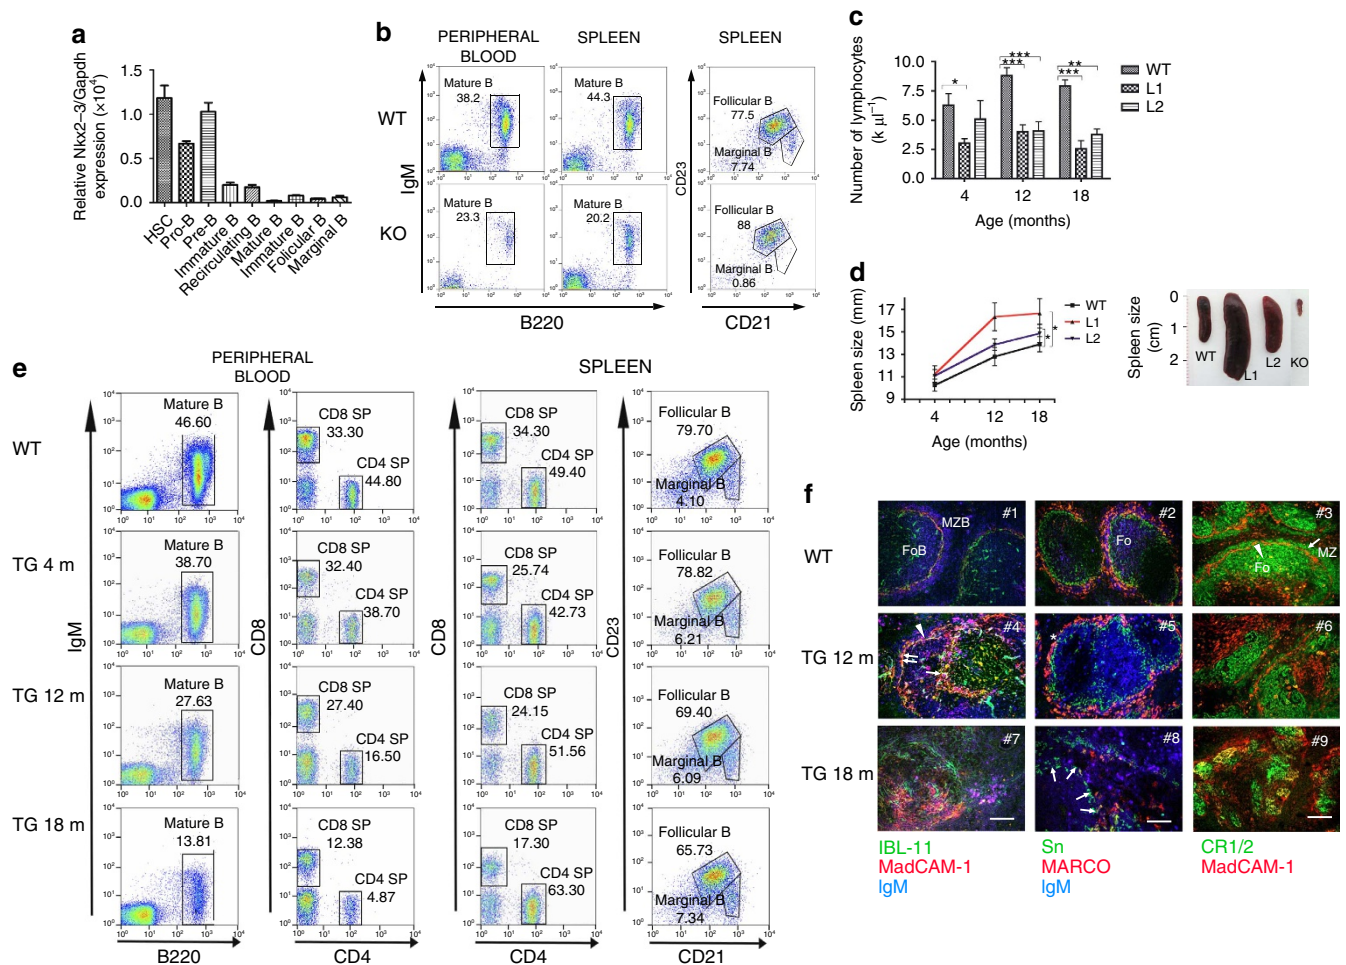 a
Relative Nkx2–3/Gapdh
expression (×10⁴)
1.5
1.0
0.5
0.0
HSC
Pro-B
Pre-B
Immature B
Recirculating B
Mature B
Immature B
Folicular B
Marginal B
b
PERIPHERAL
BLOOD
SPLEEN
SPLEEN
WT
KO
IgM
CD23
Mature B
38.2
Mature B
44.3
Follicular B
77.5
Marginal B
7.74
Mature B
23.3
Mature B
20.2
Follicular B
88
Marginal B
0.86
B220
CD21
c
Number of lymphocytes
(k µl⁻¹)
10.0
7.5
5.0
2.5
0.0
*
***
***
**
***
4
12
18
Age (months)
WT
L1
L2
d
Spleen size (mm)
17
15
13
11
9
4
12
18
Age (months)
WT
L1
L2
*
*
Spleen size
(cm)
0
1
2
WT
L1
L2
KO
e
PERIPHERAL
BLOOD
SPLEEN
WT
Mature B
46.60
CD8 SP
33.30
CD4 SP
44.80
CD8 SP
34.30
CD4 SP
49.40
Follicular B
79.70
Marginal B
4.10
TG 4 m
Mature B
38.70
CD8 SP
32.40
CD4 SP
38.70
CD8 SP
25.74
CD4 SP
42.73
Follicular B
78.82
Marginal B
6.21
IgM
CD8
CD8
CD23
TG 12 m
Mature B
27.63
CD8 SP
27.40
CD4 SP
16.50
CD8 SP
24.15
CD4 SP
51.56
Follicular B
69.40
Marginal B
6.09
TG 18 m
Mature B
13.81
CD8 SP
12.38
CD4 SP
4.87
CD8 SP
17.30
CD4 SP
63.30
Follicular B
65.73
Marginal B
7.34
B220
CD4
CD4
CD21
f
WT
#1
MZB
FoB
#2
Fo
#3
MZ
Fo
TG 12 m
#4
#5
*
#6
TG 18 m
#7
#8
#9
IBL-11
MadCAM-1
IgM
Sn
MARCO
IgM
CR1/2
MadCAM-1